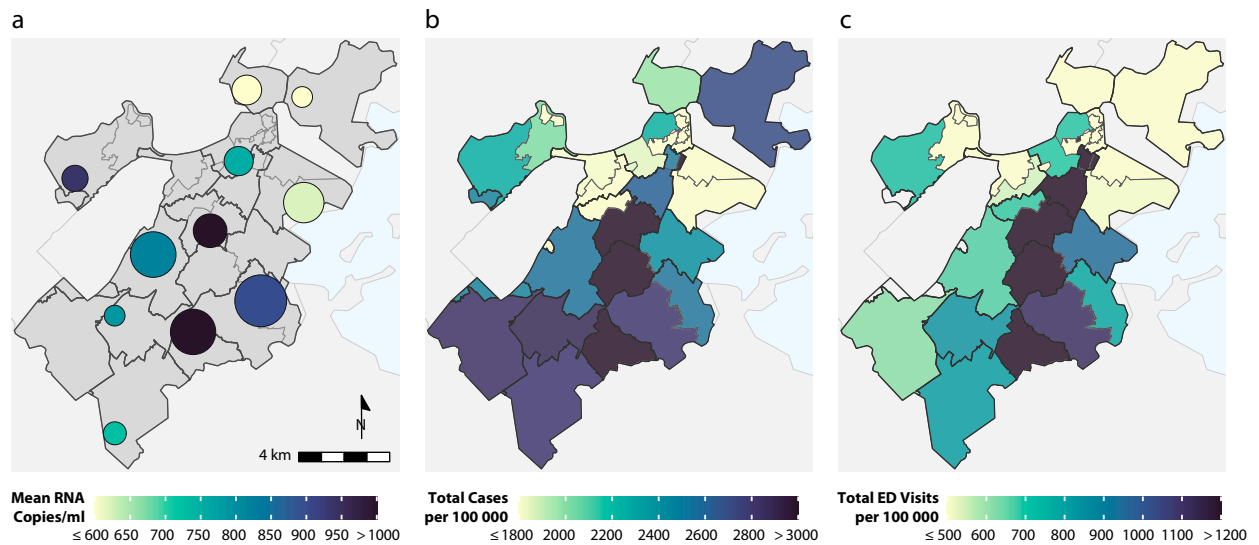 a
b
c
N
4 km
Mean RNA
Copies/ml
≤ 600 650 700 750 800 850 900 950 > 1000
Total Cases
per 100 000
≤ 1800 2000 2200 2400 2600 2800 > 3000
Total ED Visits
per 100 000
≤ 500 600 700 800 900 1000 1100 > 1200